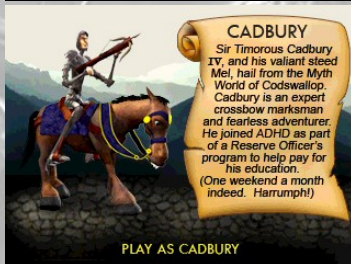 CADBURY
Sir Timorous Cadbury
IV, and his valiant steed
Mel, hail from the Myth
World of Codswallop.
Cadbury is an expert
crossbow marksman
and fearless adventurer.
He joined ADHD as part
of a Reserve Officer's
program to help pay for
his education.
(One weekend a month
indeed. Harrumph!)
PLAY AS CADBURY